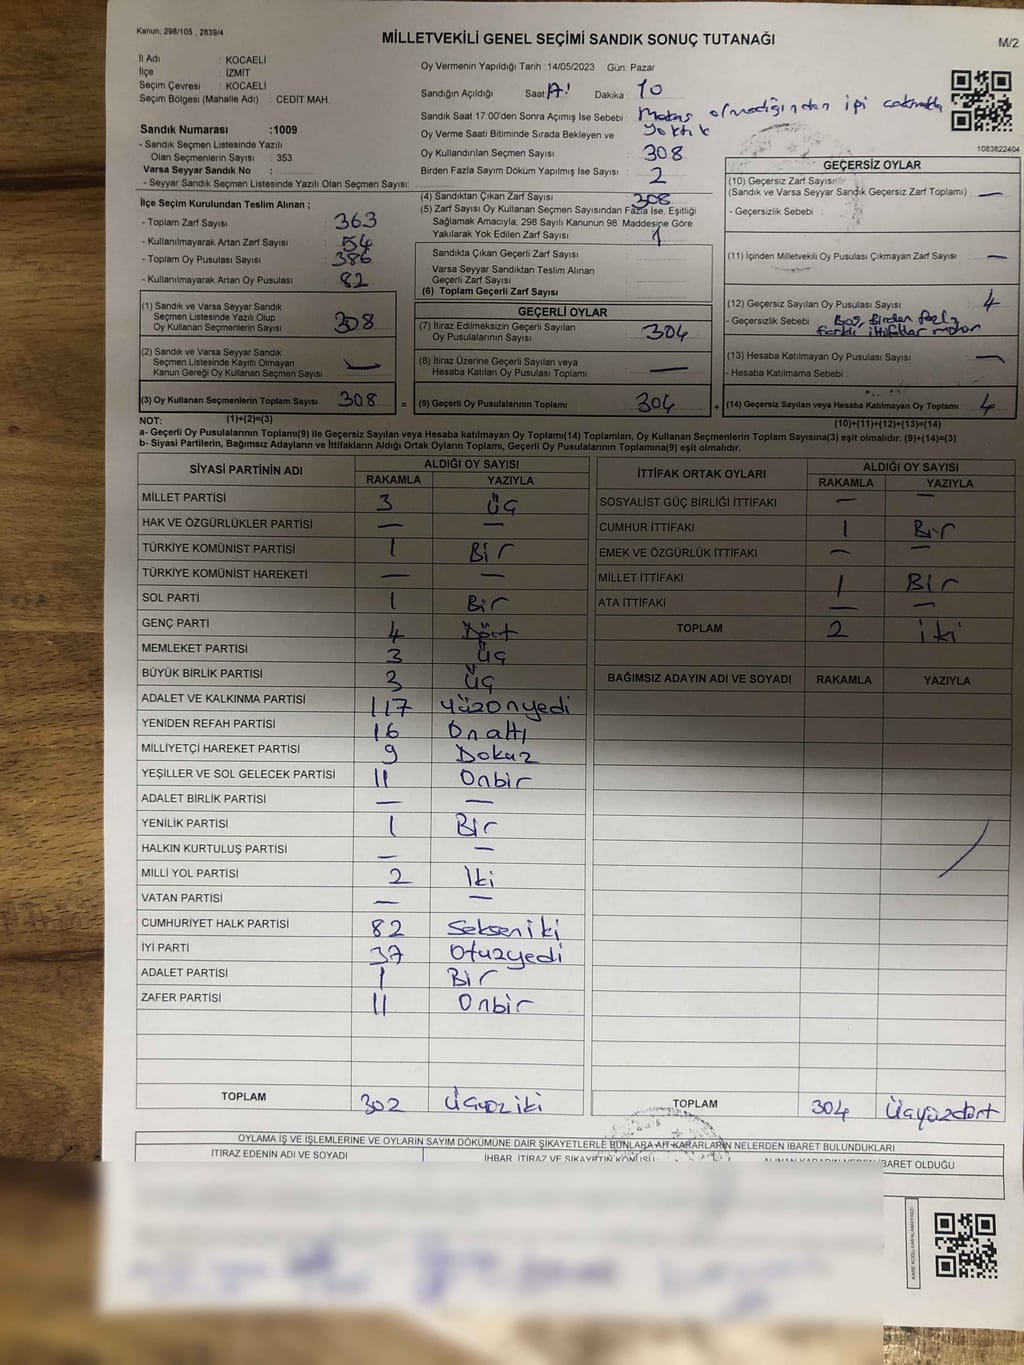 Kanun; 298/105 , 2839/4
MİLLETVEKİLİ GENEL SEÇİMİ SANDIK SONUÇ TUTANAĞI
M/2
İl Adı : KOCAELİ
İlçe : İZMİT
Seçim Çevresi : KOCAELİ
Seçim Bölgesi (Mahalle Adı) : CEDİT MAH.
Sandık Numarası :1009
- Sandık Seçmen Listesinde Yazılı
Olan Seçmenlerin Sayısı : 353
Varsa Seyyar Sandık No :
- Seyyar Sandık Seçmen Listesinde Yazılı Olan Seçmen Sayısı:
Oy Vermenin Yapıldığı Tarih : 14/05/2023 Gün: Pazar
Sandığın Açıldığı Saat Dakika 10
Sandık Saat 17:00'den Sonra Açımış İse Sebebi : olmadığından ipi
Oy Verme Saati Bitiminde Sırada Bekleyen ve
Oy Kullandırılan Seçmen Sayısı 308
Birden Fazla Sayım Döküm Yapılmış İse Sayısı 2
1083822404
İlçe Seçim Kurulundan Teslim Alınan ;
- Toplam Zarf Sayısı : 363
- Kullanılmayarak Artan Zarf Sayısı : 54
- Toplam Oy Pusulası Sayısı : 386
- Kullanılmayarak Artan Oy Pusulası : 82
(1) Sandık ve Varsa Seyyar Sandık
Seçmen Listesinde Yazılı Olup
Oy Kullanan Seçmenlerin Sayısı : 308
(2) Sandık ve Varsa Seyyar Sandık
Seçmen Listesinde Kayıtlı Olmayan
Kanun Gereği Oy Kullanan Seçmen Sayısı : —
(3) Oy Kullanan Seçmenlerin Toplam Sayısı 308 =
(1)+(2)=(3)
(4) Sandıktan Çıkan Zarf Sayısı 308
(5) Zarf Sayısı Oy Kullanan Seçmen Sayısından Fazla İse, Eşitliği
Sağlamak Amacıyla, 298 Sayılı Kanunun 98. Maddesine Göre
Yakılarak Yok Edilen Zarf Sayısı : 1
Sandıkta Çıkan Geçerli Zarf Sayısı :
Varsa Seyyar Sandıktan Teslim Alınan
Geçerli Zarf Sayısı :
(6) Toplam Geçerli Zarf Sayısı :
GEÇERLİ OYLAR
(7) İtiraz Edilmeksizin Geçerli Sayılan
Oy Pusulalarının Sayısı : 304
(8) İtiraz Üzerine Geçerli Sayılan veya
Hesaba Katılan Oy Pusulası Toplamı : —
(9) Geçerli Oy Pusulalarının Toplamı : 304 +
GEÇERSİZ OYLAR
(10) Geçersiz Zarf Sayısı
(Sandık ve Varsa Seyyar Sandık Geçersiz Zarf Toplamı) : —
- Geçersizlik Sebebi :
(11) İçinden Milletvekili Oy Pusulası Çıkmayan Zarf Sayısı : —
(12) Geçersiz Sayılan Oy Pusulası Sayısı : 4
- Geçersizlik Sebebi : Boş, Birden fazla
farklı ittifaklar
(13) Hesaba Katılmayan Oy Pusulası Sayısı : —
- Hesaba Katılmama Sebebi :
(14) Geçersiz Sayılan veya Hesaba Katılmayan Oy Toplamı : 4
(10)+(11)+(12)+(13)=(14)
NOT:
a- Geçerli Oy Pusulalarının Toplamı(9) ile Geçersiz Sayılan veya Hesaba katılmayan Oy Toplamı(14) Toplamları, Oy Kullanan Seçmenlerin Toplam Sayısına(3) eşit olmalıdır. (9)+(14)=(3)
b- Siyasi Partilerin, Bağımsız Adayların ve İttifakların Aldığı Ortak Oyların Toplamı, Geçerli Oy Pusulalarının Toplamına(9) eşit olmalıdır.
SİYASİ PARTİNİN ADI ALDIĞI OY SAYISI
RAKAMLA YAZIYLA
MİLLET PARTİSİ 3 Üç
HAK VE ÖZGÜRLÜKLER PARTİSİ — —
TÜRKİYE KOMÜNİST PARTİSİ 1 Bir
TÜRKİYE KOMÜNİST HAREKETİ — —
SOL PARTİ 1 Bir
GENÇ PARTİ 4 Dört
MEMLEKET PARTİSİ 3 Üç
BÜYÜK BİRLİK PARTİSİ 3 Üç
ADALET VE KALKINMA PARTİSİ 117 Yüzonyedi
YENİDEN REFAH PARTİSİ 16 Onaltı
MİLLİYETÇİ HAREKET PARTİSİ 9 Dokuz
YEŞİLLER VE SOL GELECEK PARTİSİ 11 Onbir
ADALET BİRLİK PARTİSİ — —
YENİLİK PARTİSİ 1 Bir
HALKIN KURTULUŞ PARTİSİ — —
MİLLİ YOL PARTİSİ 2 İki
VATAN PARTİSİ — —
CUMHURİYET HALK PARTİSİ 82 Sekseniki
İYİ PARTİ 37 Otuzyedi
ADALET PARTİSİ 1 Bir
ZAFER PARTİSİ 11 Onbir
TOPLAM 302 Üçyüziki
İTTİFAK ORTAK OYLARI ALDIĞI OY SAYISI
RAKAMLA YAZIYLA
SOSYALİST GÜÇ BİRLİĞİ İTTİFAKI — —
CUMHUR İTTİFAKI 1 Bir
EMEK VE ÖZGÜRLÜK İTTİFAKI — —
MİLLET İTTİFAKI 1 Bir
ATA İTTİFAKI — —
TOPLAM 2 iki
BAĞIMSIZ ADAYIN ADI VE SOYADI RAKAMLA YAZIYLA
TOPLAM 304 Üçyüzdört
OYLAMA İŞ VE İŞLEMLERİNE VE OYLARIN SAYIM DÖKÜMÜNE DAİR ŞİKAYETLERLE BUNLARA AİT KARARLARIN NELERDEN İBARET BULUNDUKLARI
İTİRAZ EDENİN ADI VE SOYADI İHBAR, İTİRAZ VE ŞİKAYETİN KONUSU ALINAN KARARIN NEDEN İBARET OLDUĞU